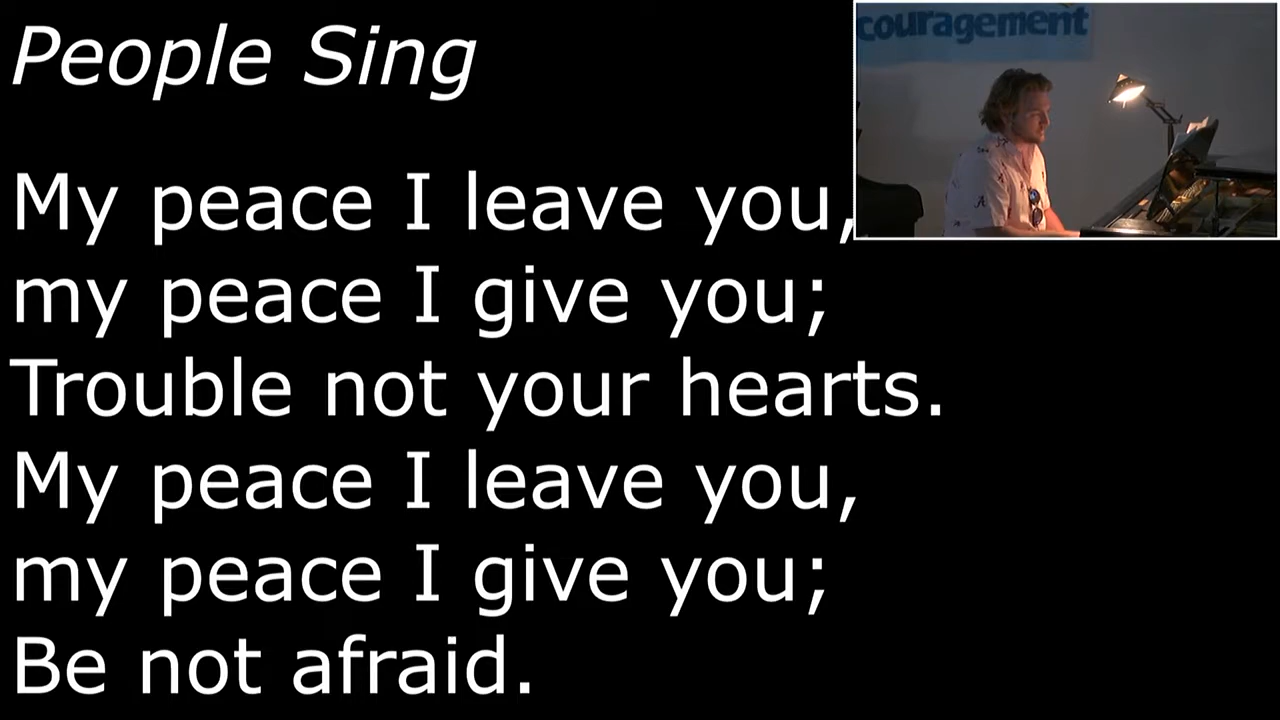 People Sing
couragement
My peace I leave you,
my peace I give you;
Trouble not your hearts.
My peace I leave you,
my peace I give you;
Be not afraid.